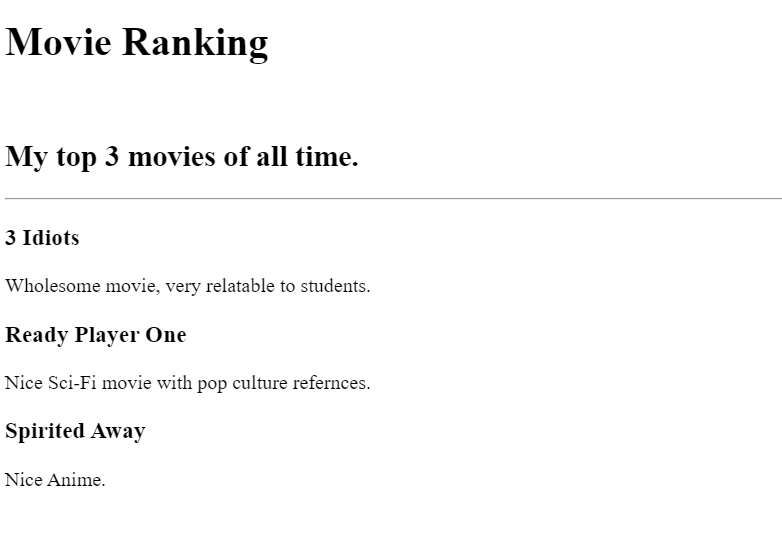 Movie Ranking
My top 3 movies of all time.
3 Idiots
Wholesome movie, very relatable to students.
Ready Player One
Nice Sci-Fi movie with pop culture refernces.
Spirited Away
Nice Anime.